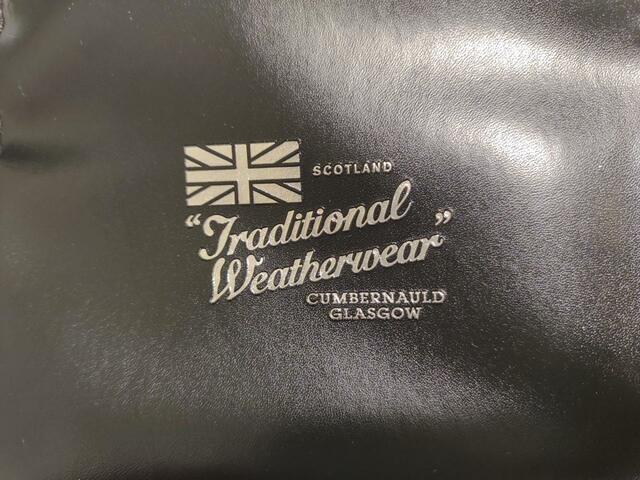 SCOTLAND
"Traditional
Weatherwear"
CUMBERNAULD
GLASGOW